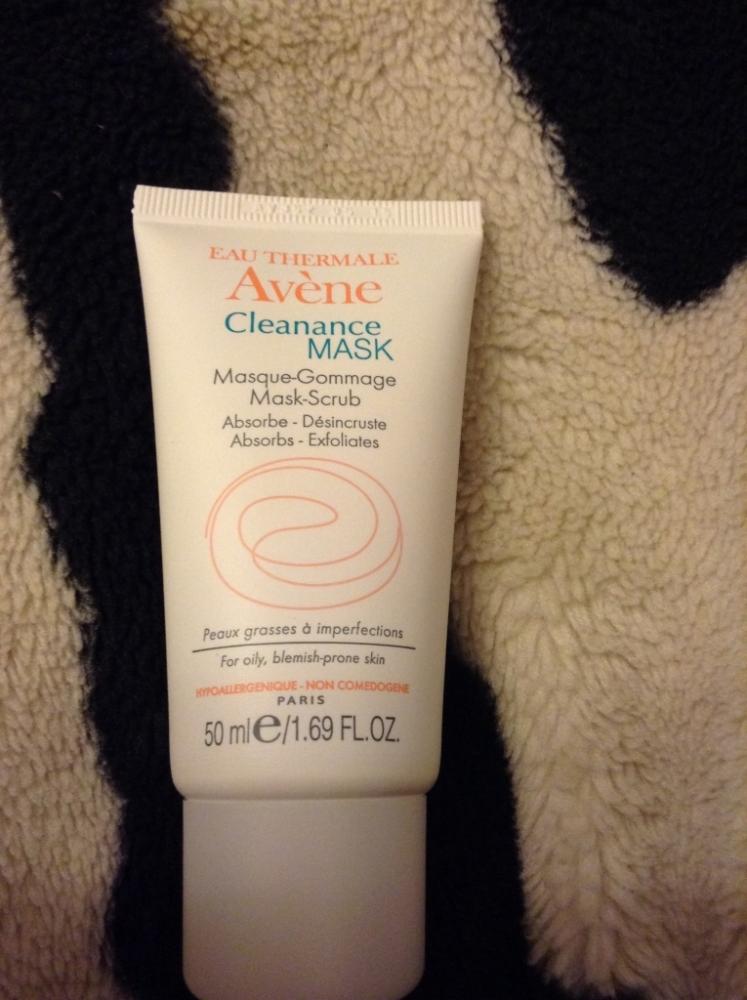 EAU THERMALE
Avène
Cleanance
MASK
Masque-Gommage
Mask-Scrub
Absorbe - Désincruste
Absorbs - Exfoliates
Peaux grasses à imperfections
For oily, blemish-prone skin
HYPOALLERGENIQUE - NON COMEDOGENE
PARIS
50 ml e/1.69 FL.OZ.